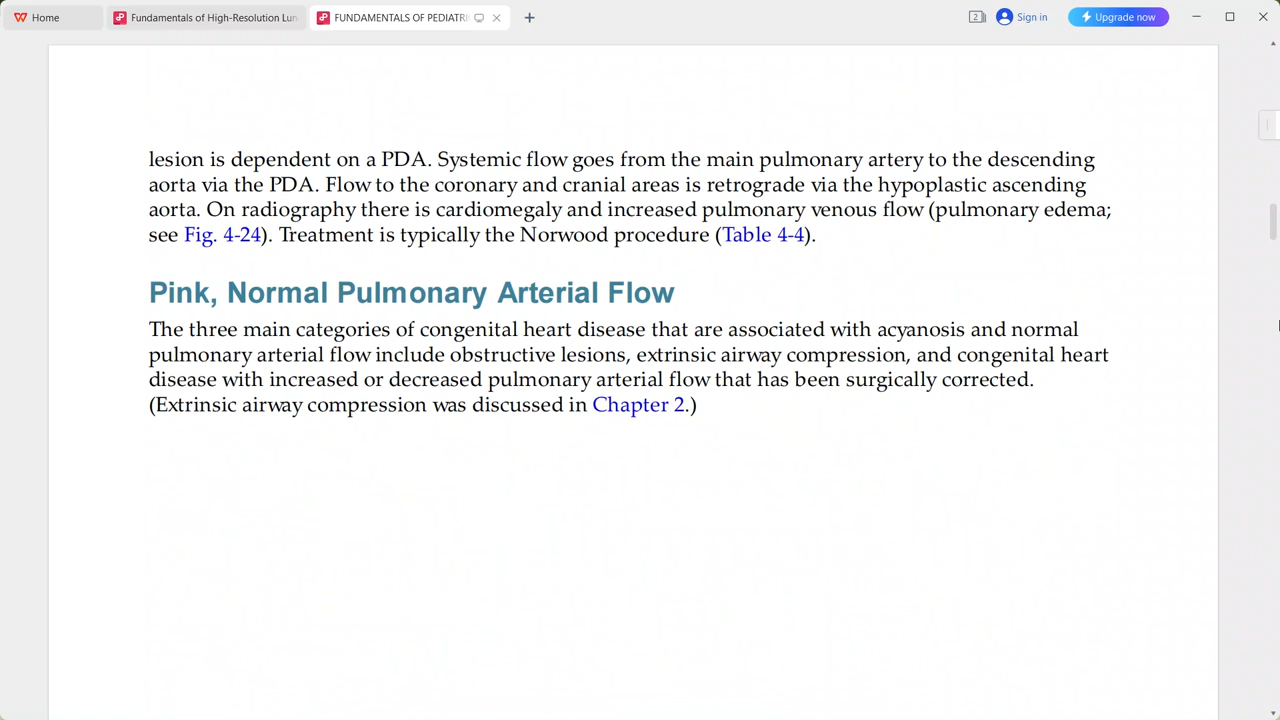 Home
Fundamentals of High-Resolution Lun
FUNDAMENTALS OF PEDIATRI
2
Sign in
Upgrade now
lesion is dependent on a PDA. Systemic flow goes from the main pulmonary artery to the descending
aorta via the PDA. Flow to the coronary and cranial areas is retrograde via the hypoplastic ascending
aorta. On radiography there is cardiomegaly and increased pulmonary venous flow (pulmonary edema;
see Fig. 4-24). Treatment is typically the Norwood procedure (Table 4-4).
Pink, Normal Pulmonary Arterial Flow
The three main categories of congenital heart disease that are associated with acyanosis and normal
pulmonary arterial flow include obstructive lesions, extrinsic airway compression, and congenital heart
disease with increased or decreased pulmonary arterial flow that has been surgically corrected.
(Extrinsic airway compression was discussed in Chapter 2.)